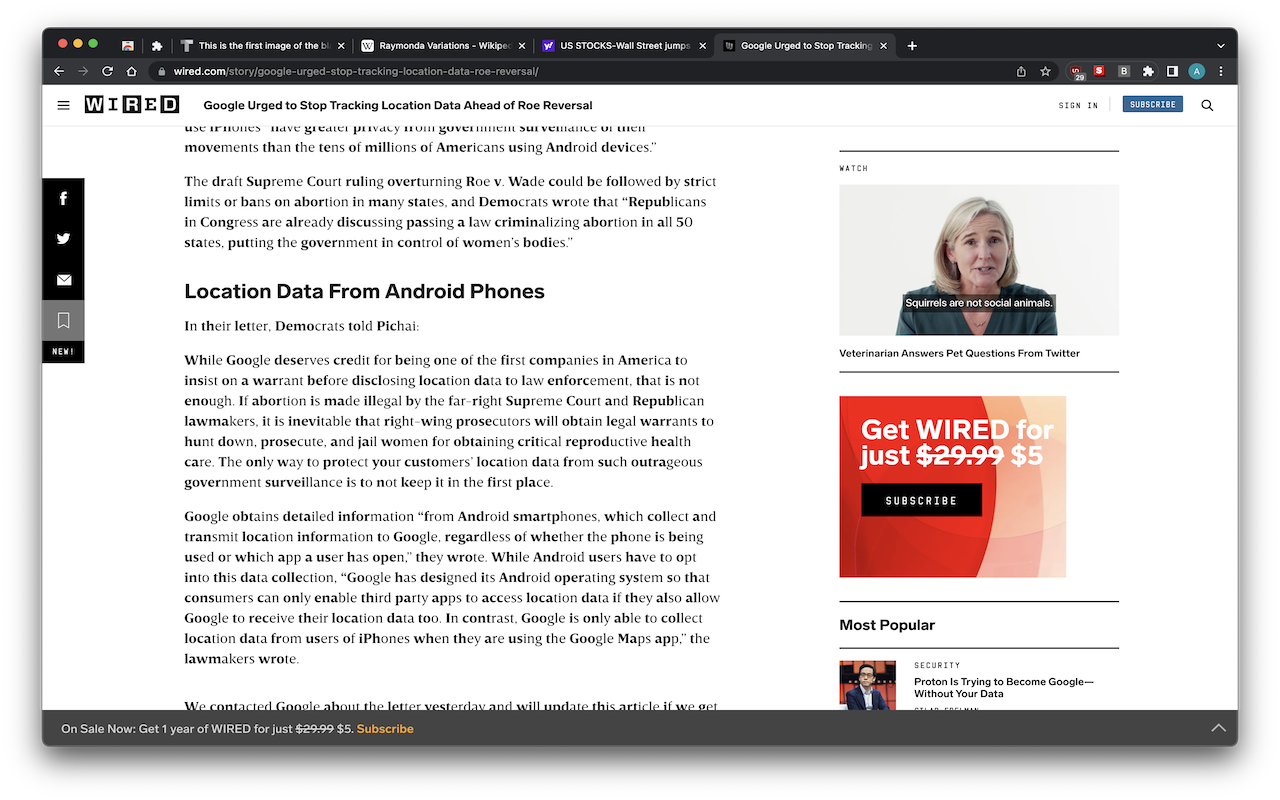 This is the first image of the bl
Raymonda Variations - Wikiped
US STOCKS-Wall Street jumps
Google Urged to Stop Tracking
wired.com/story/google-urged-stop-tracking-location-data-roe-reversal/
29
S
B
A
WIRED
Google Urged to Stop Tracking Location Data Ahead of Roe Reversal
SIGN IN
SUBSCRIBE
use iPhones "have greater privacy from government surveillance of their
movements than the tens of millions of Americans using Android devices."
The draft Supreme Court ruling overturning Roe v. Wade could be followed by strict
limits or bans on abortion in many states, and Democrats wrote that "Republicans
in Congress are already discussing passing a law criminalizing abortion in all 50
states, putting the government in control of women's bodies."
Location Data From Android Phones
In their letter, Democrats told Pichai:
While Google deserves credit for being one of the first companies in America to
insist on a warrant before disclosing location data to law enforcement, that is not
enough. If abortion is made illegal by the far-right Supreme Court and Republican
lawmakers, it is inevitable that right-wing prosecutors will obtain legal warrants to
hunt down, prosecute, and jail women for obtaining critical reproductive health
care. The only way to protect your customers' location data from such outrageous
government surveillance is to not keep it in the first place.
Google obtains detailed information "from Android smartphones, which collect and
transmit location information to Google, regardless of whether the phone is being
used or which app a user has open," they wrote. While Android users have to opt
into this data collection, "Google has designed its Android operating system so that
consumers can only enable third party apps to access location data if they also allow
Google to receive their location data too. In contrast, Google is only able to collect
location data from users of iPhones when they are using the Google Maps app," the
lawmakers wrote.
We contacted Google about the letter yesterday and will update this article if we get
NEW!
WATCH
Squirrels are not social animals.
Veterinarian Answers Pet Questions From Twitter
Get WIRED for
just $29.99 $5
SUBSCRIBE
Most Popular
SECURITY
Proton Is Trying to Become Google—
Without Your Data
GILAD EDELMAN
On Sale Now: Get 1 year of WIRED for just $29.99 $5. Subscribe